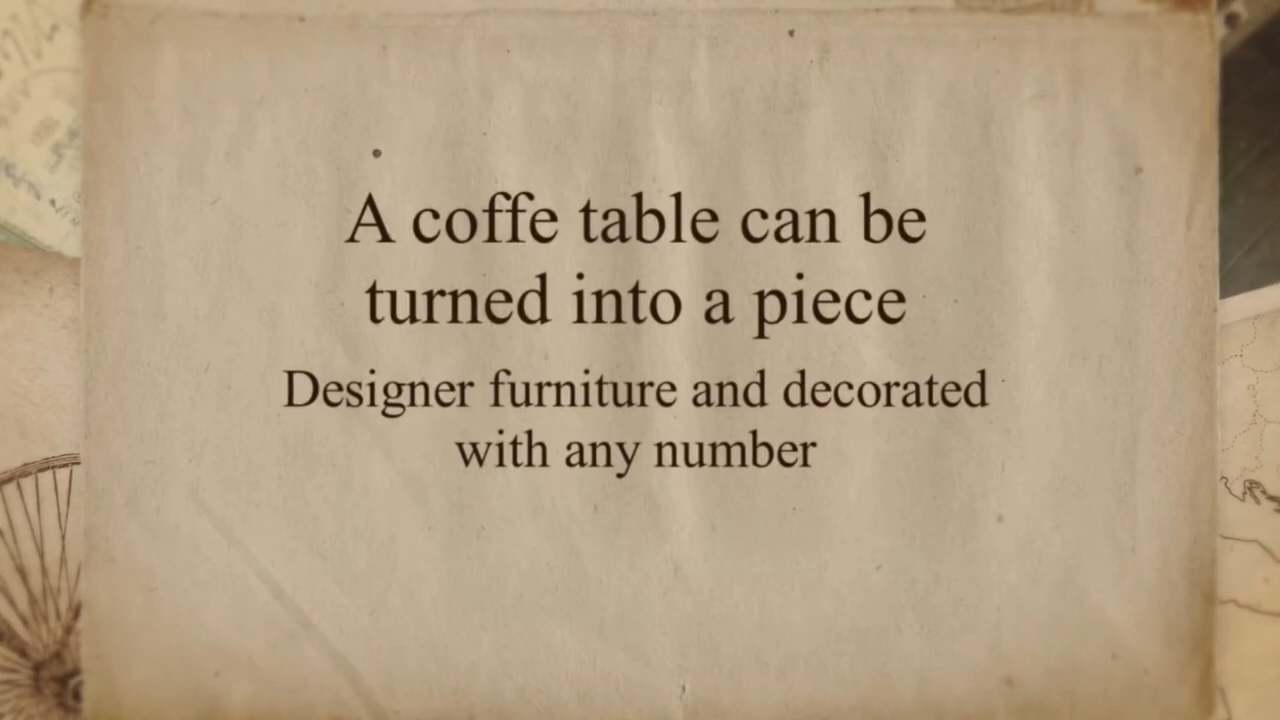 A coffe table can be
turned into a piece
Designer furniture and decorated
with any number